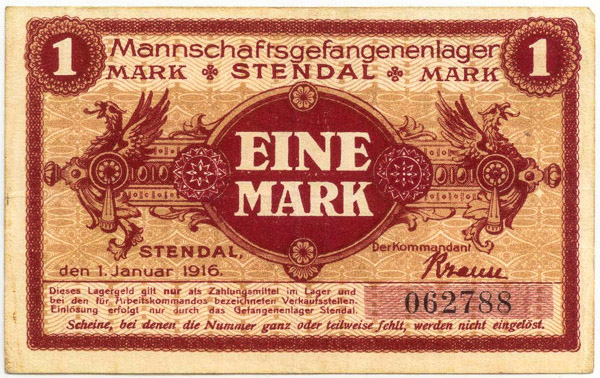 1 Mannschaftsgefangenenlager 1
MARK STENDAL MARK
EINE
MARK
STENDAL,
den 1. Januar 1916.
Der Kommandant
Dieses Lagergeld gilt nur als Zahlungsmittel im Lager und
bei den für Arbeitskommandos bezeichneten Verkaufsstellen.
Einlösung erfolgt nur durch das Gefangenenlager Stendal.
062788
Scheine, bei denen die Nummer ganz oder teilweise fehlt, werden nicht eingelöst.